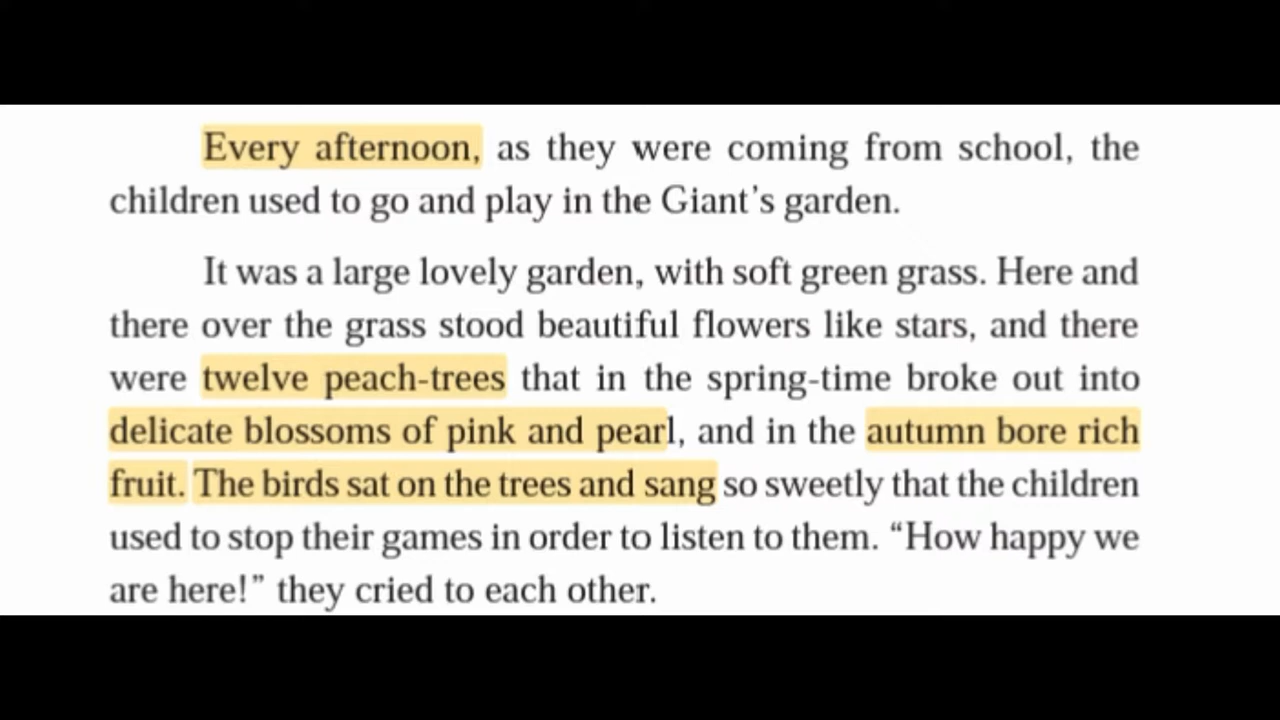 Every afternoon, as they were coming from school, the
children used to go and play in the Giant’s garden.
It was a large lovely garden, with soft green grass. Here and
there over the grass stood beautiful flowers like stars, and there
were twelve peach-trees that in the spring-time broke out into
delicate blossoms of pink and pearl, and in the autumn bore rich
fruit. The birds sat on the trees and sang so sweetly that the children
used to stop their games in order to listen to them. “How happy we
are here!” they cried to each other.